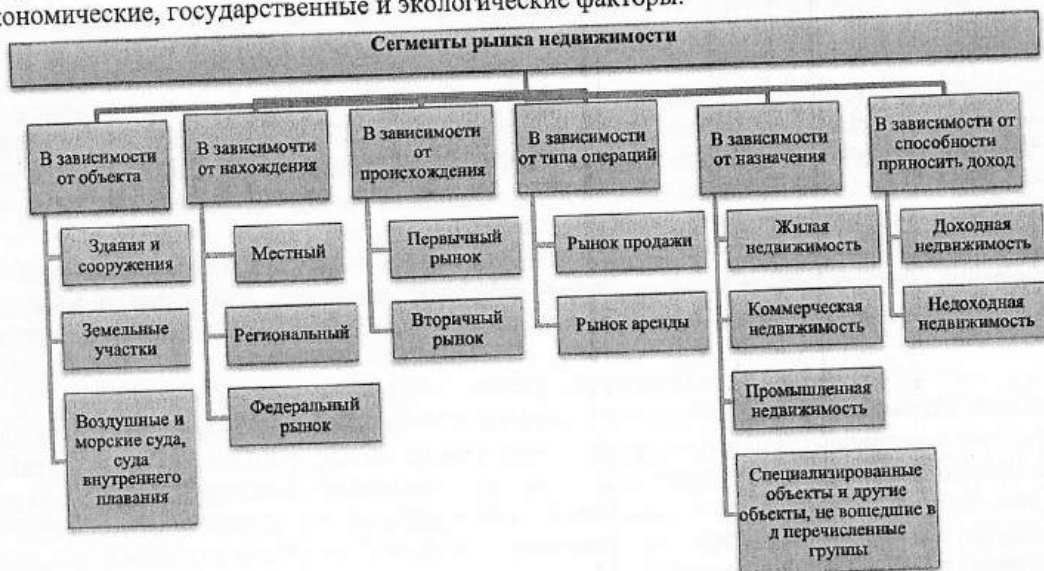 кономические, государственные и экологические факторы.
Сегменты рынка недвижимости
В зависимости
от объекта
Здания и
сооружения
Земельные
участки
Воздушные и
морские суда,
суда
внутреннего
плавания
В зависимочти
от нахождения
Местный
Региональный
Федеральный
рынок
В зависимости
от
происхождения
Первычный
рынок
Вторичный
рынок
В зависимости
от типа операций
Рынок продажи
Рынок аренды
В зависимости
от назначения
Жилая
недвижимость
Коммерческая
недвижимость
Промышленная
недвижимость
Специализированные
объекты и другие
объекты, не вошедшие в
д перечисленные
группы
В зависимости от
способности
приносить доход
Доходная
недвижимость
Недоходная
недвижимость